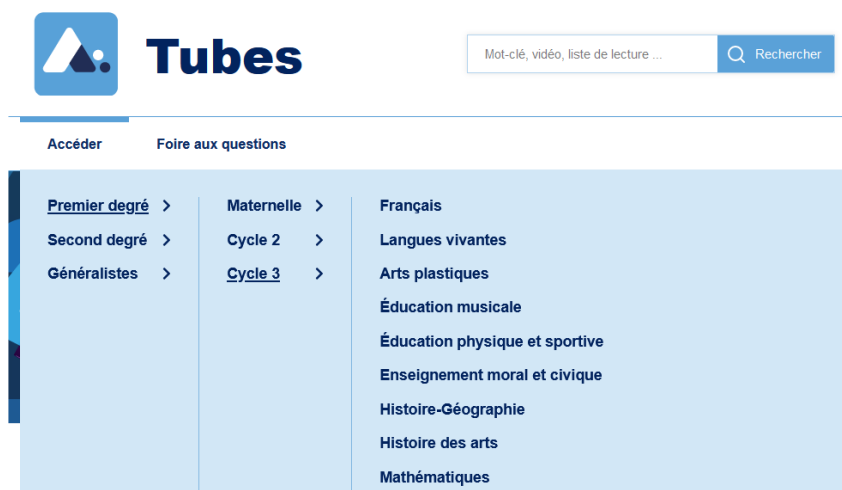 Tubes
Mot-clé, vidéo, liste de lecture ...
Rechercher
Accéder
Foire aux questions
Premier degré
Second degré
Généralistes
Maternelle
Cycle 2
Cycle 3
Français
Langues vivantes
Arts plastiques
Éducation musicale
Éducation physique et sportive
Enseignement moral et civique
Histoire-Géographie
Histoire des arts
Mathématiques